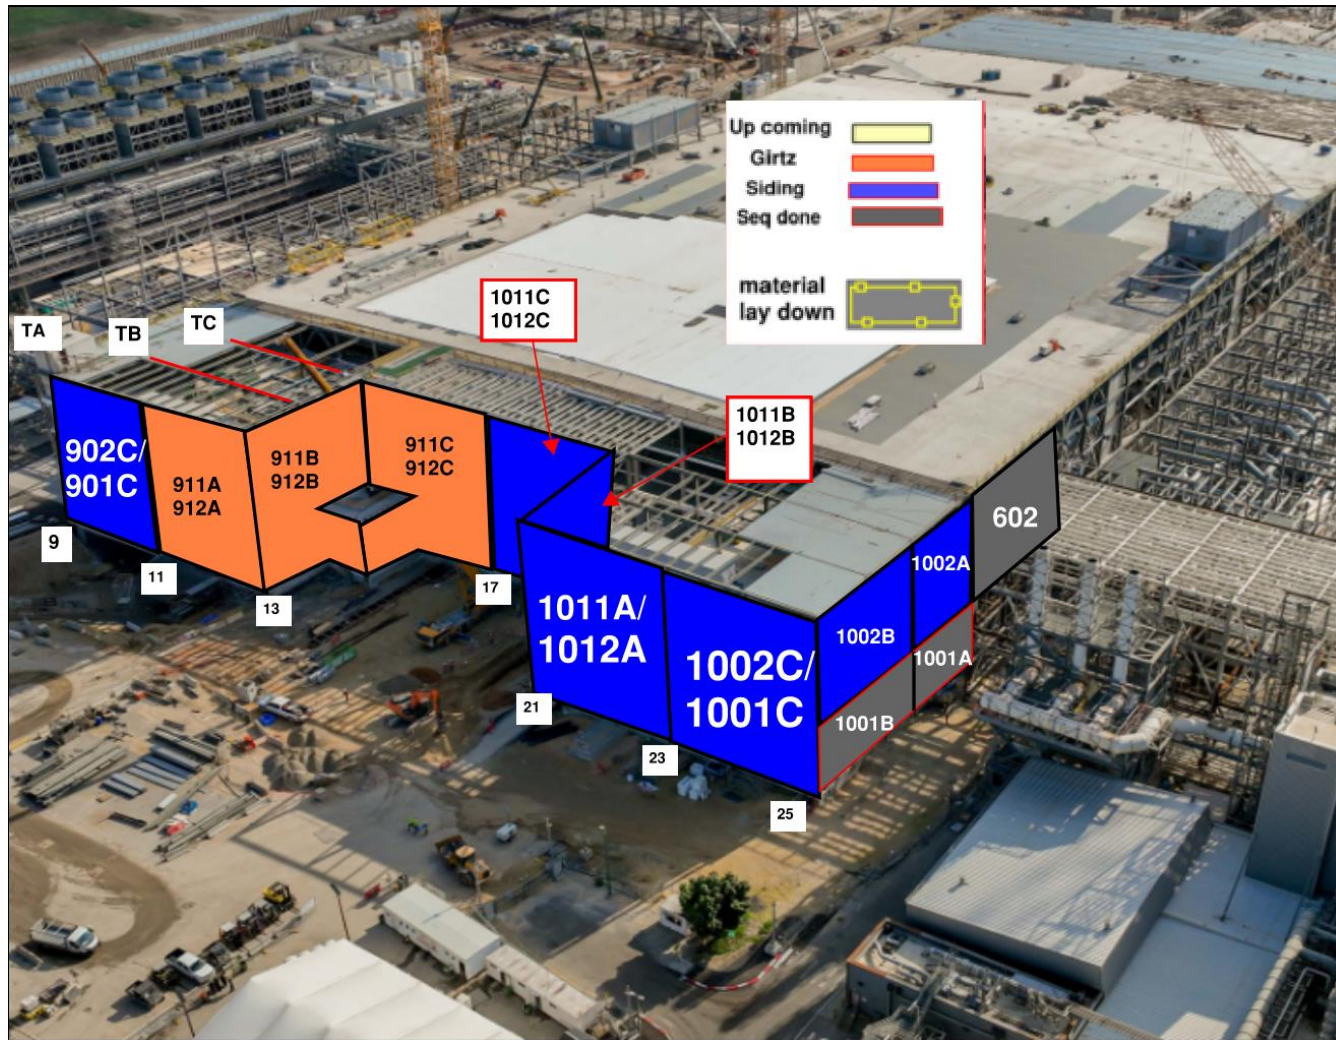 Up coming
Girtz
Siding
Seq done
material
lay down
1011C
1012C
TA
TB
TC
1011B
1012B
902C/
901C
911A
912A
911B
912B
911C
912C
602
1002A
1002B
1001A
1001B
1011A/
1012A
1002C/
1001C
9
11
13
17
21
23
25